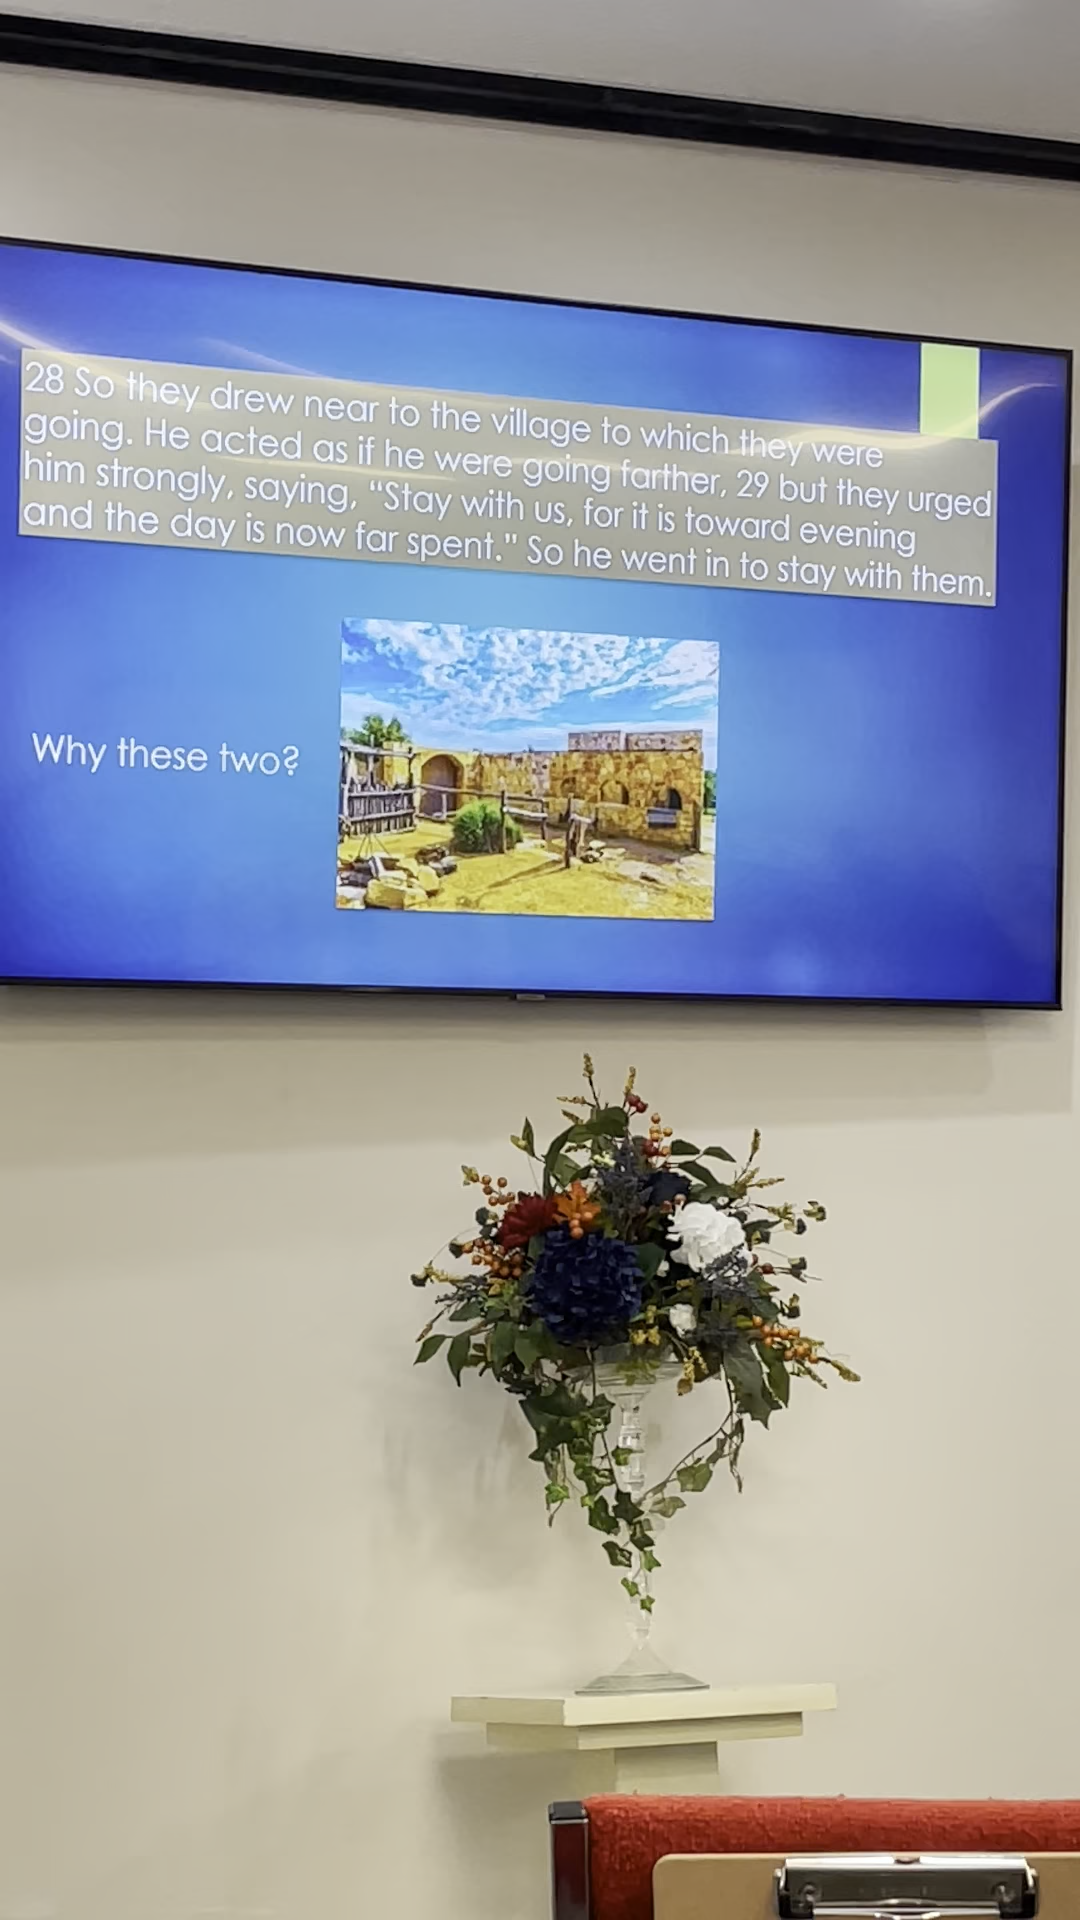 28 So they drew near to the village to which they were
going. He acted as if he were going farther, 29 but they urged
him strongly, saying, “Stay with us, for it is toward evening
and the day is now far spent." So he went in to stay with them.
Why these two?